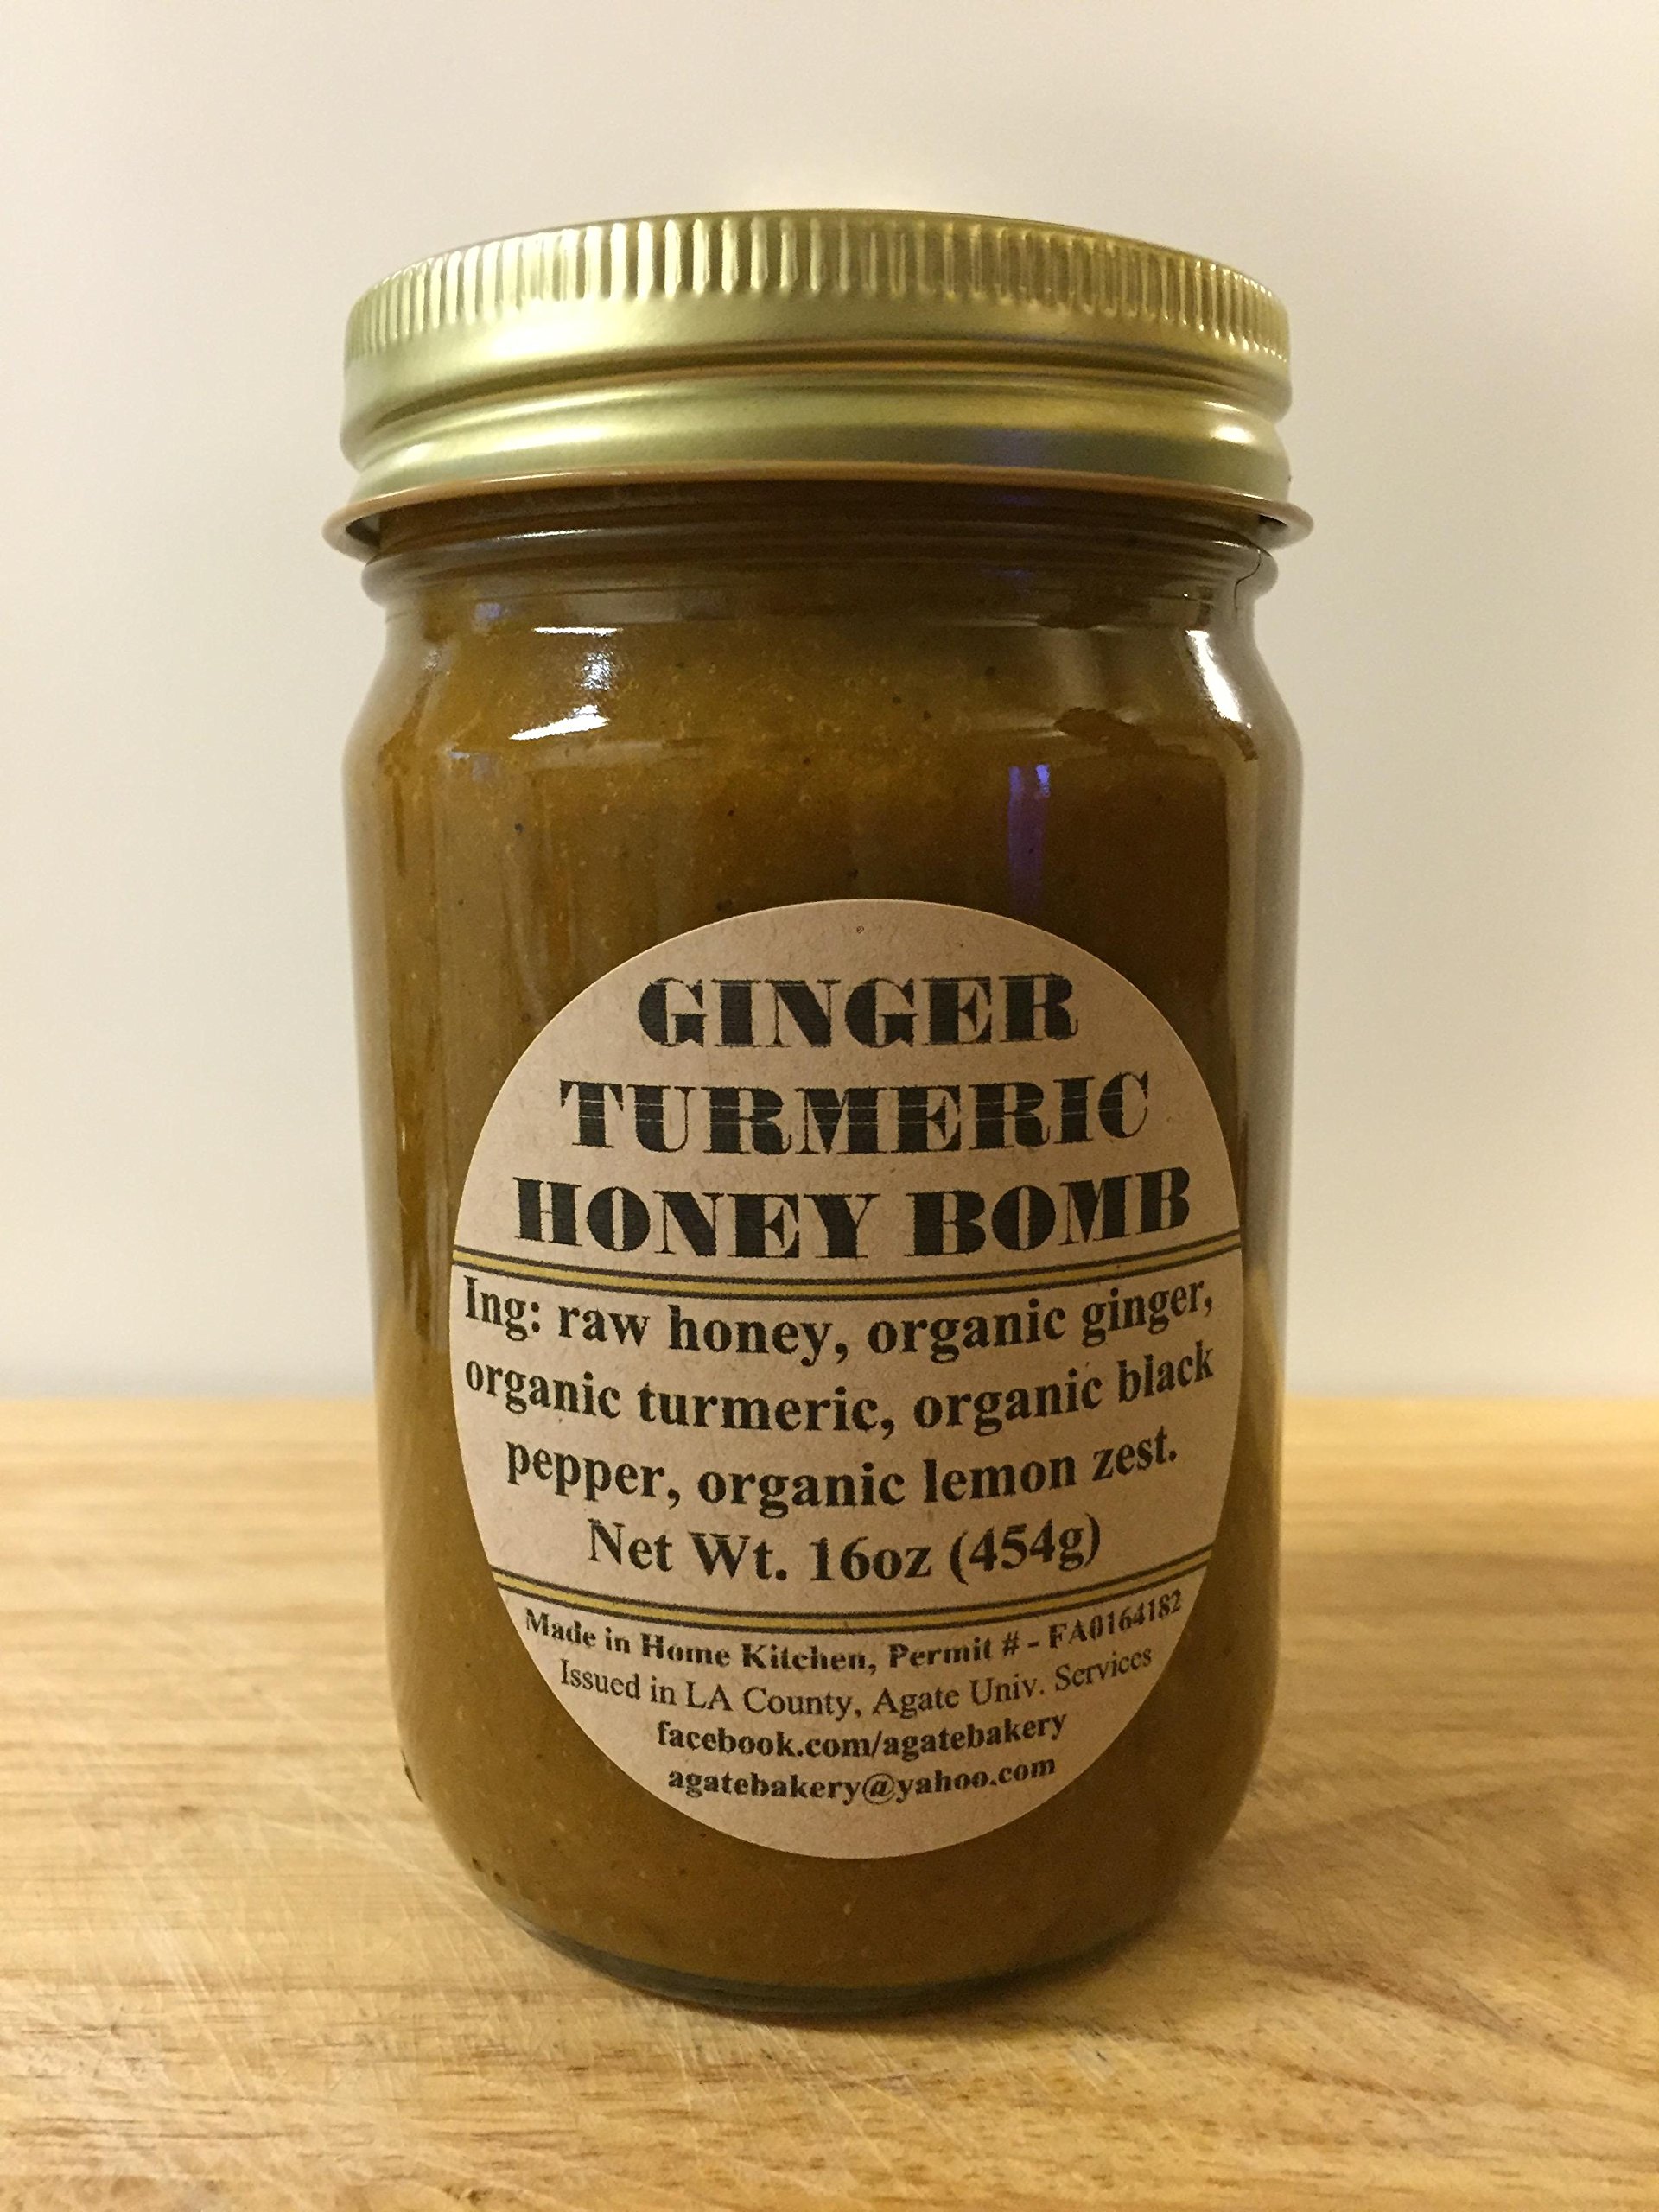 GINGER
TURMERIC
HONEY BOMB
Ing: raw honey, organic ginger,
organic turmeric, organic black
pepper, organic lemon zest.
Net Wt. 16oz (454g)
Made in Home Kitchen, Permit # - FA0164182
Issued in LA County, Agate Univ. Services
facebook.com/agatebakery
agatebakery@yahoo.com